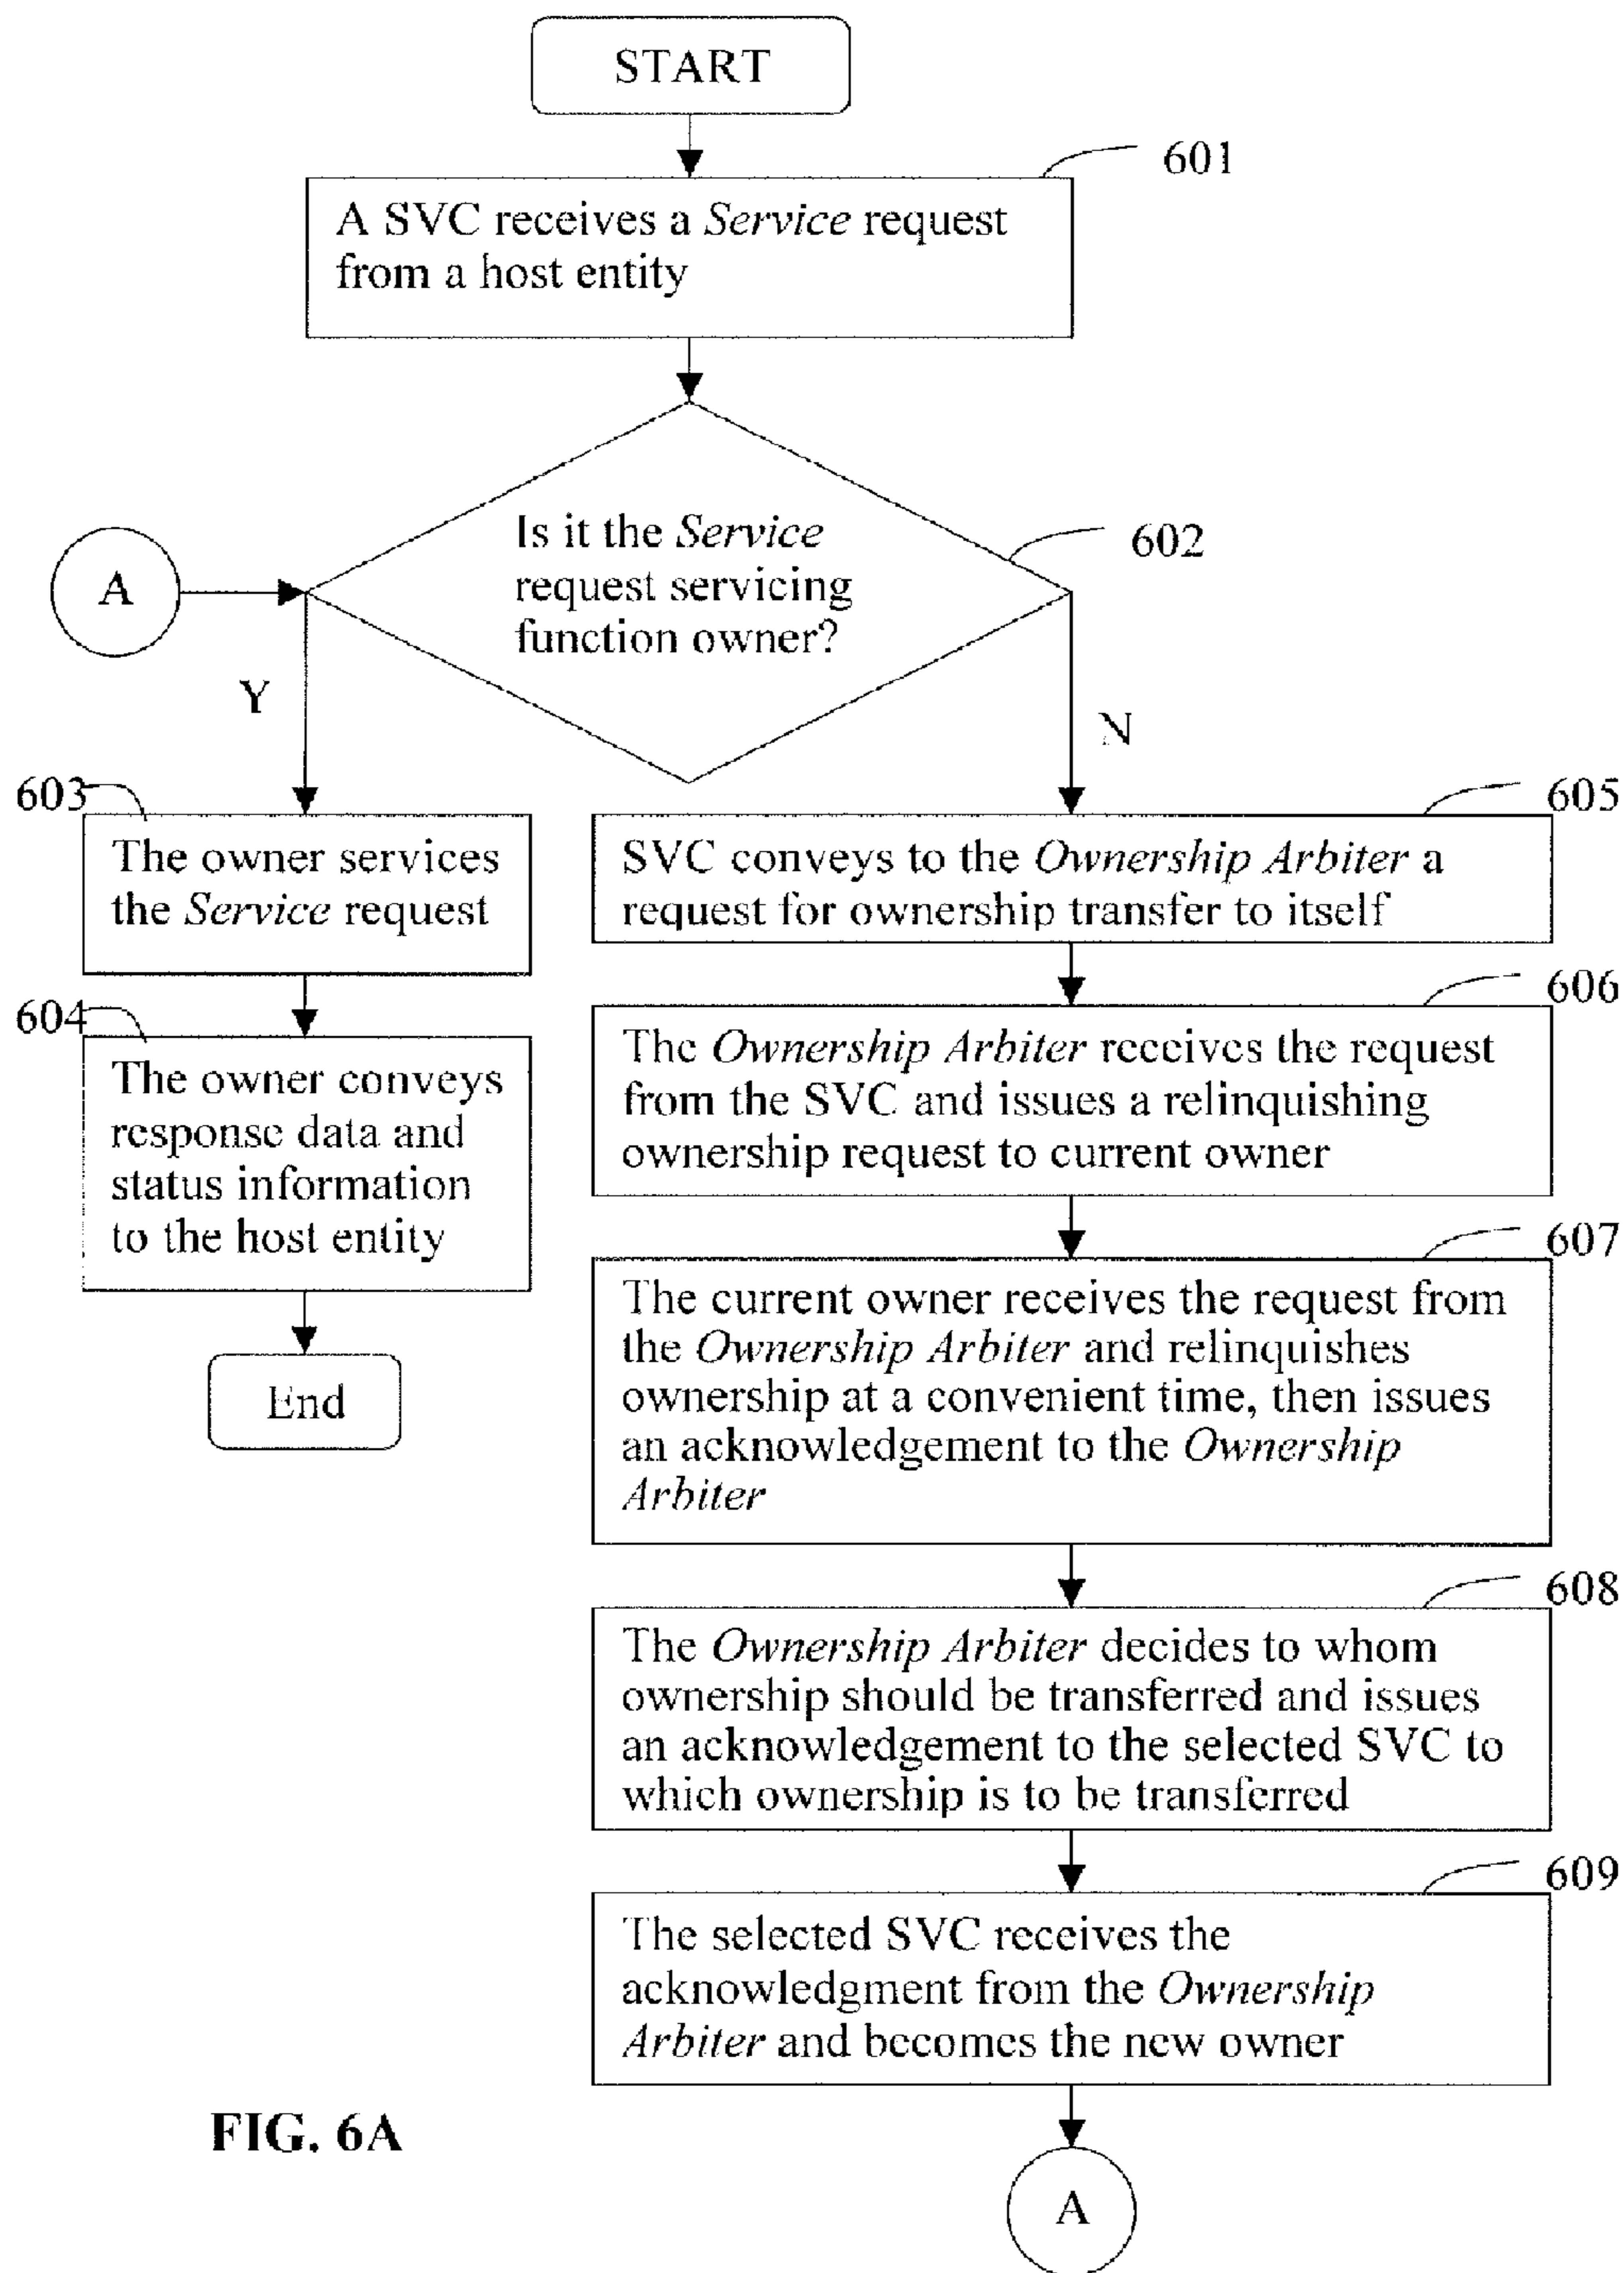 START
601
A SVC receives a Service request
from a host entity
Is it the Service
request servicing
function owner?
602
A
Y
N
603
The owner services
the Service request
604
The owner conveys
response data and
status information
to the host entity
End
605
SVC conveys to the Ownership Arbiter a
request for ownership transfer to itself
606
The Ownership Arbiter receives the request
from the SVC and issues a relinquishing
ownership request to current owner
607
The current owner receives the request from
the Ownership Arbiter and relinquishes
ownership at a convenient time, then issues
an acknowledgement to the Ownership
Arbiter
608
The Ownership Arbiter decides to whom
ownership should be transferred and issues
an acknowledgement to the selected SVC to
which ownership is to be transferred
609
The selected SVC receives the
acknowledgment from the Ownership
Arbiter and becomes the new owner
A
FIG. 6A